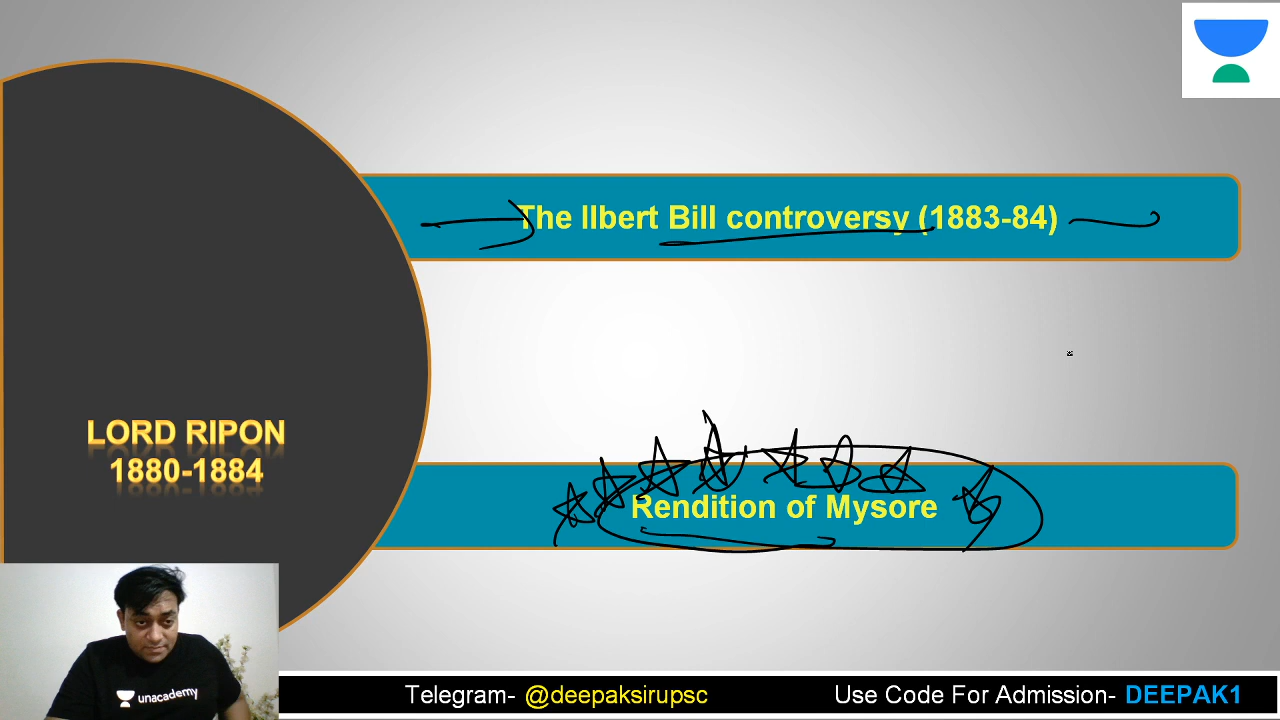 The Ilbert Bill controversy (1883-84)
LORD RIPON
1880-1884
Rendition of Mysore
unacademy
Telegram- @deepaksirupsc
Use Code For Admission- DEEPAK1